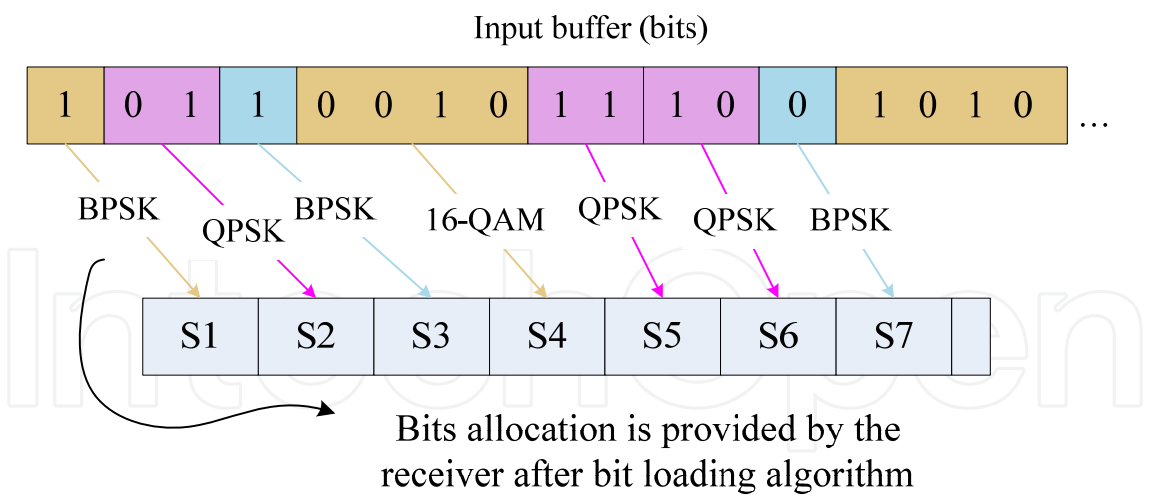 Input buffer (bits)
1 0 1 1 0 0 1 0 1 1 1 0 0 1 0 1 0 ...
BPSK QPSK BPSK 16-QAM QPSK QPSK BPSK
S1 S2 S3 S4 S5 S6 S7
IntechOpen
Bits allocation is provided by the
receiver after bit loading algorithm